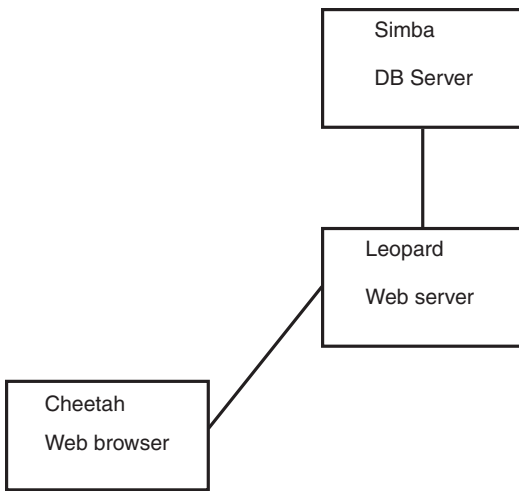 Simba
DB Server
Leopard
Web server
Cheetah
Web browser